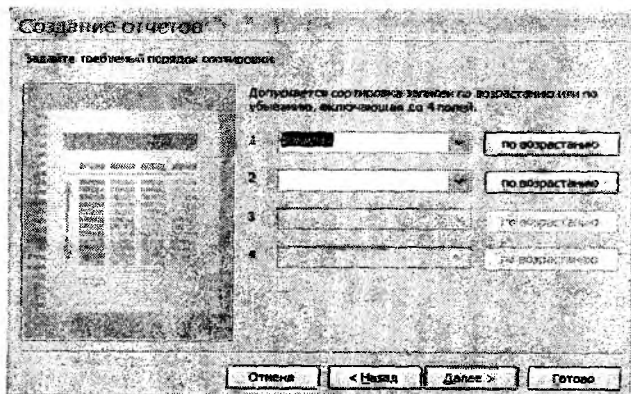 Создание отчетов
Задайте требуемый порядок сортировки.
Допускается сортировка записей по возрастанию или по
убыванию, включающая до 4 полей.
1 по возрастанию
2 по возрастанию
3 по возрастанию
4 по возрастанию
Отмена < Назад Далее > Готово